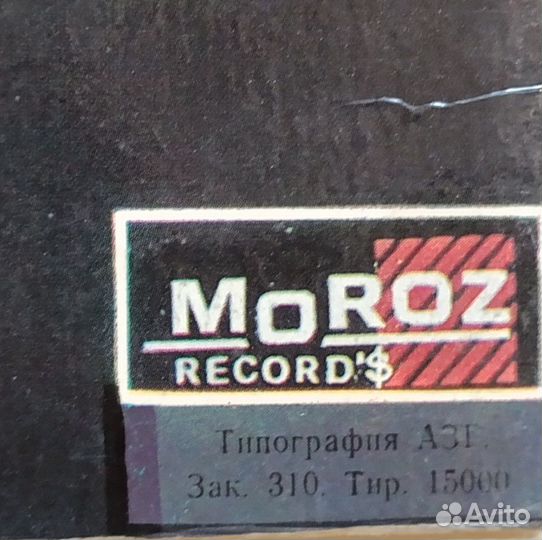 MOROZ
RECORD'$
Типография АЗГ.
Зак. 310. Тир. 15000
Avito